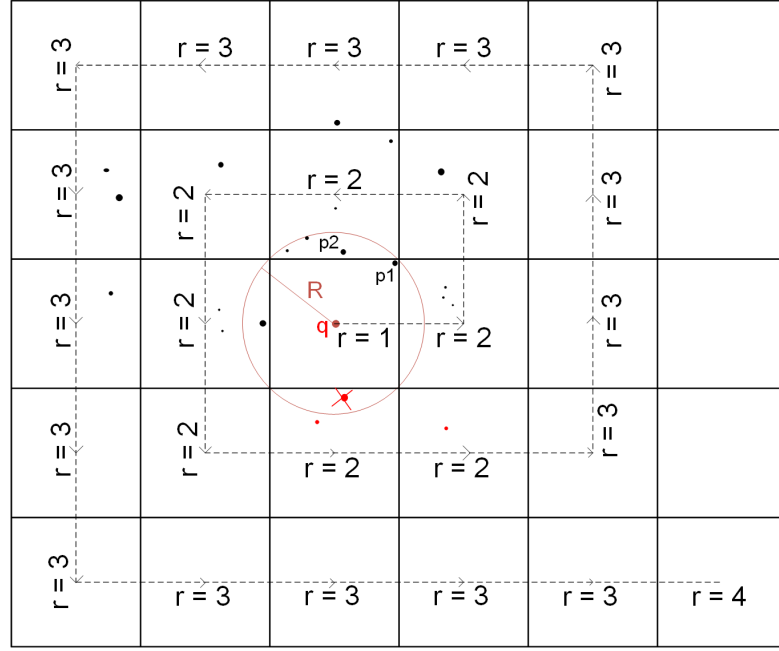 r = 3
r = 3
r = 3
r = 3
r = 3
r = 3
r = 2
r = 2
r = 2
r = 3
p2
p1
r = 3
r = 2
R
q
r = 1
r = 2
r = 3
r = 3
r = 2
r = 2
r = 2
r = 3
r = 3
r = 3
r = 3
r = 3
r = 3
r = 4